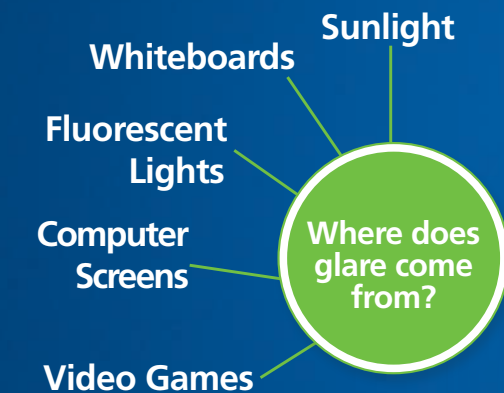 Sunlight
Whiteboards
Fluorescent
Lights
Computer
Screens
Video Games
Where does
glare come
from?